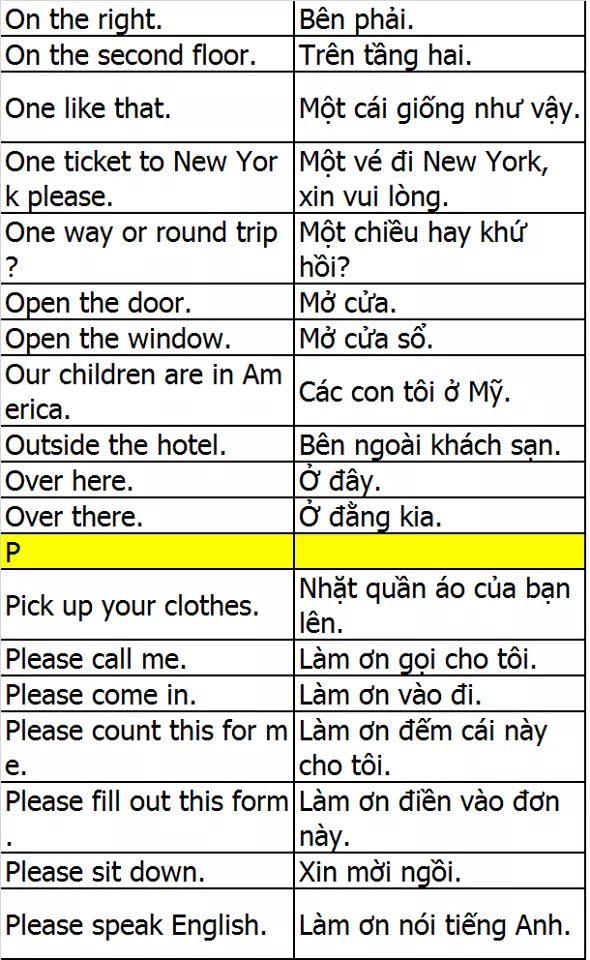 On the right. Bên phải.
On the second floor. Trên tầng hai.
One like that. Một cái giống như vậy.
One ticket to New Yor Một vé đi New York,
k please. xin vui lòng.
One way or round trip Một chiều hay khứ
? hồi?
Open the door. Mở cửa.
Open the window. Mở cửa sổ.
Our children are in Am
erica. Các con tôi ở Mỹ.
Outside the hotel. Bên ngoài khách sạn.
Over here. Ở đây.
Over there. Ở đằng kia.
P
Pick up your clothes. Nhặt quần áo của bạn
lên.
Please call me. Làm ơn gọi cho tôi.
Please come in. Làm ơn vào đi.
Please count this for m Làm ơn đếm cái này
e. cho tôi.
Please fill out this form Làm ơn điền vào đơn
. này.
Please sit down. Xin mời ngồi.
Please speak English. Làm ơn nói tiếng Anh.